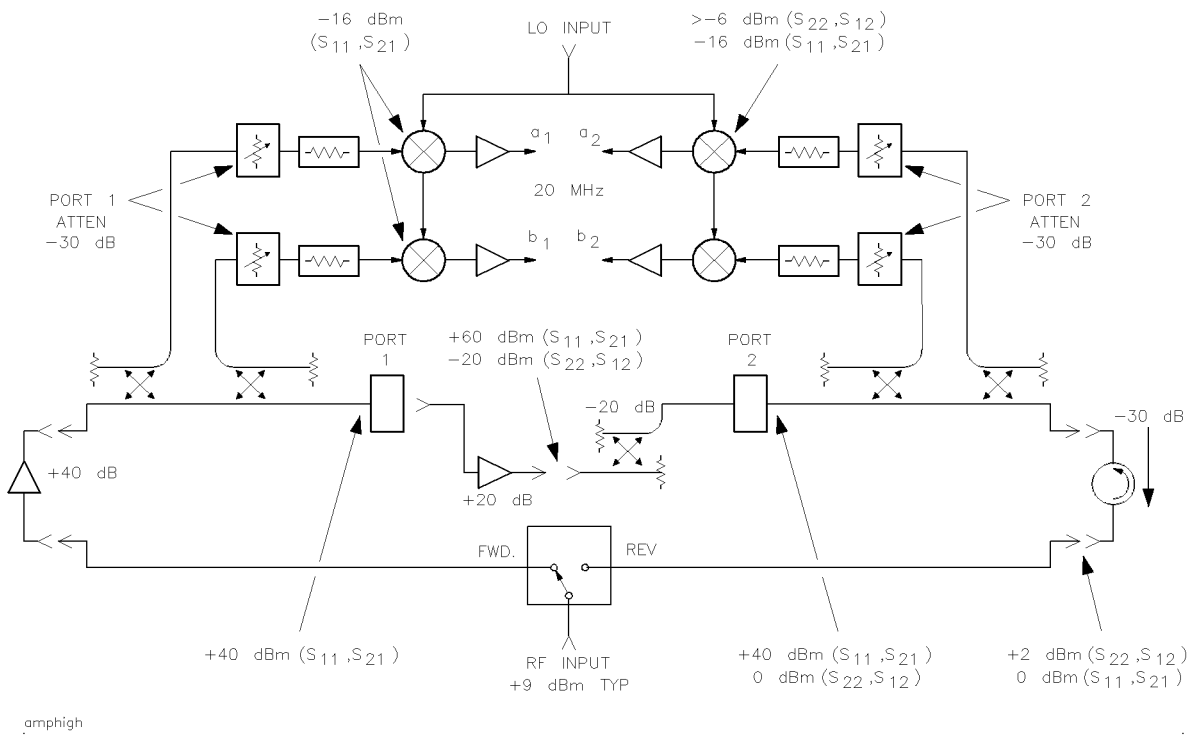 -16 dBm
(S11,S21)
LO INPUT
>-6 dBm (S22,S12)
-16 dBm (S11,S21)
a1
a2
20 MHz
PORT 1
ATTEN
-30 dB
PORT 2
ATTEN
-30 dB
b1
b2
PORT
1
+60 dBm (S11,S21)
-20 dBm (S22,S12)
PORT
2
-20 dB
-30 dB
+40 dB
+20 dB
FWD.
REV
+40 dBm (S11,S21)
RF INPUT
+9 dBm TYP
+40 dBm (S11,S21)
0 dBm (S22,S12)
+2 dBm (S22,S12)
0 dBm (S11,S21)
amphigh